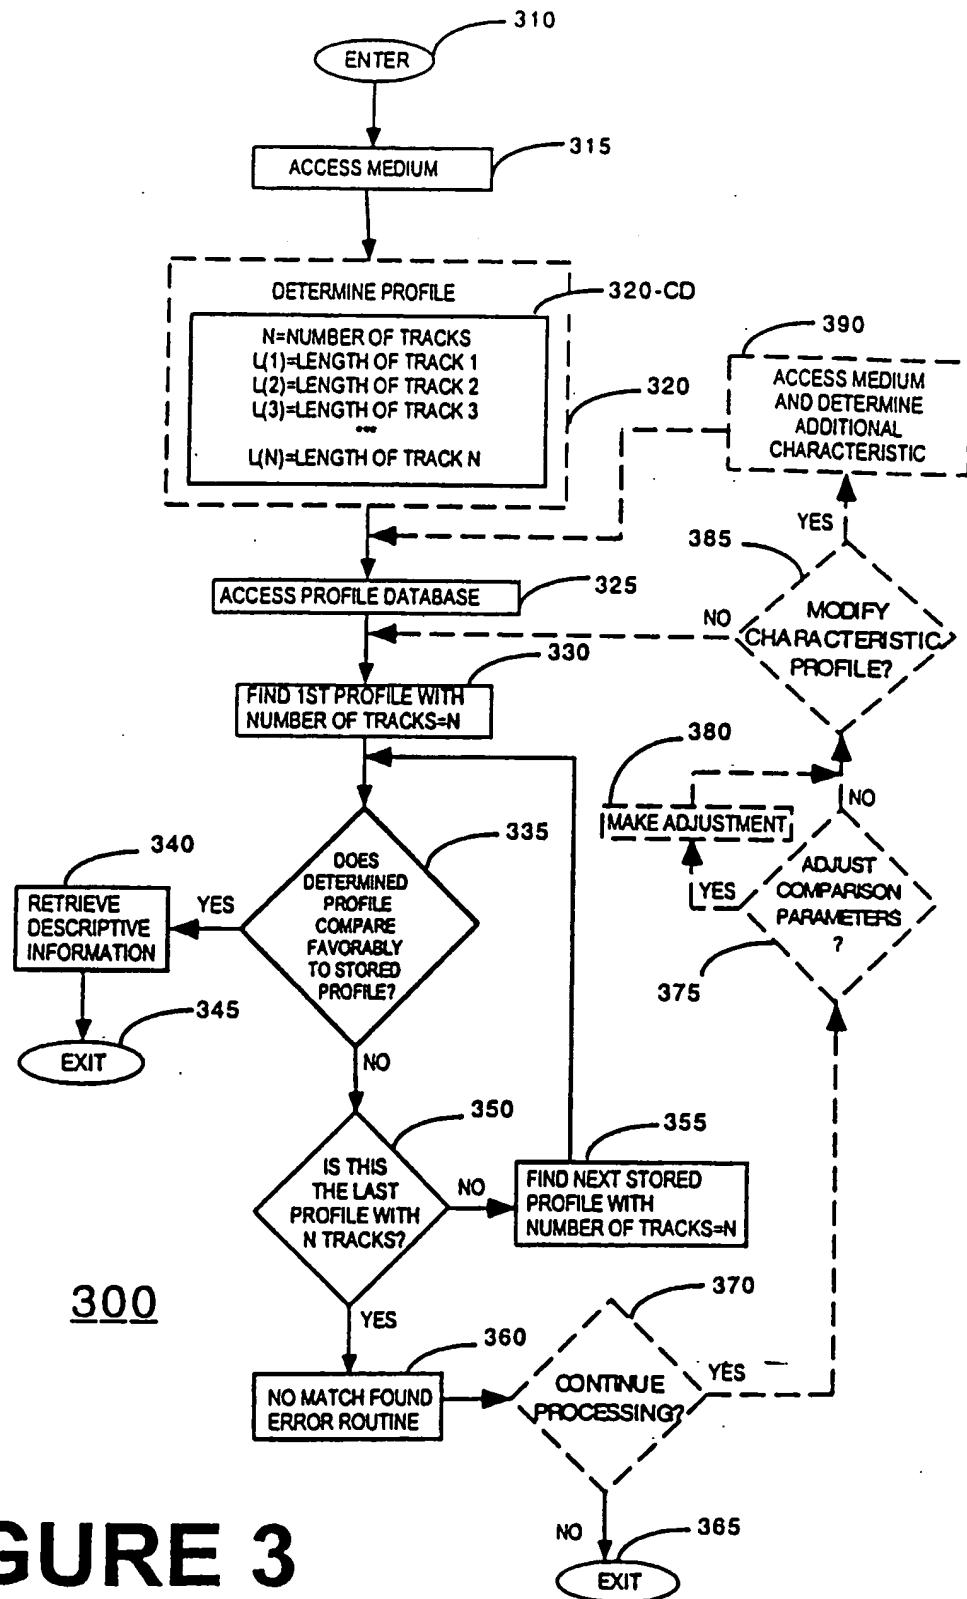 310
ENTER
315
ACCESS MEDIUM
DETERMINE PROFILE
320-CD
N=NUMBER OF TRACKS
L(1)=LENGTH OF TRACK 1
L(2)=LENGTH OF TRACK 2
L(3)=LENGTH OF TRACK 3
•••
L(N)=LENGTH OF TRACK N
320
390
ACCESS MEDIUM
AND DETERMINE
ADDITIONAL
CHARACTERISTIC
YES
385
MODIFY
CHARACTERISTIC
PROFILE?
NO
325
ACCESS PROFILE DATABASE
330
FIND 1ST PROFILE WITH
NUMBER OF TRACKS=N
380
MAKE ADJUSTMENT
NO
YES
ADJUST
COMPARISON
PARAMETERS
?
375
335
DOES
DETERMINED
PROFILE
COMPARE
FAVORABLY
TO STORED
PROFILE?
YES
340
RETRIEVE
DESCRIPTIVE
INFORMATION
345
EXIT
NO
350
IS THIS
THE LAST
PROFILE WITH
N TRACKS?
NO
355
FIND NEXT STORED
PROFILE WITH
NUMBER OF TRACKS=N
300
YES
360
NO MATCH FOUND
ERROR ROUTINE
370
CONTINUE
PROCESSING?
YES
NO
365
EXIT
GURE 3